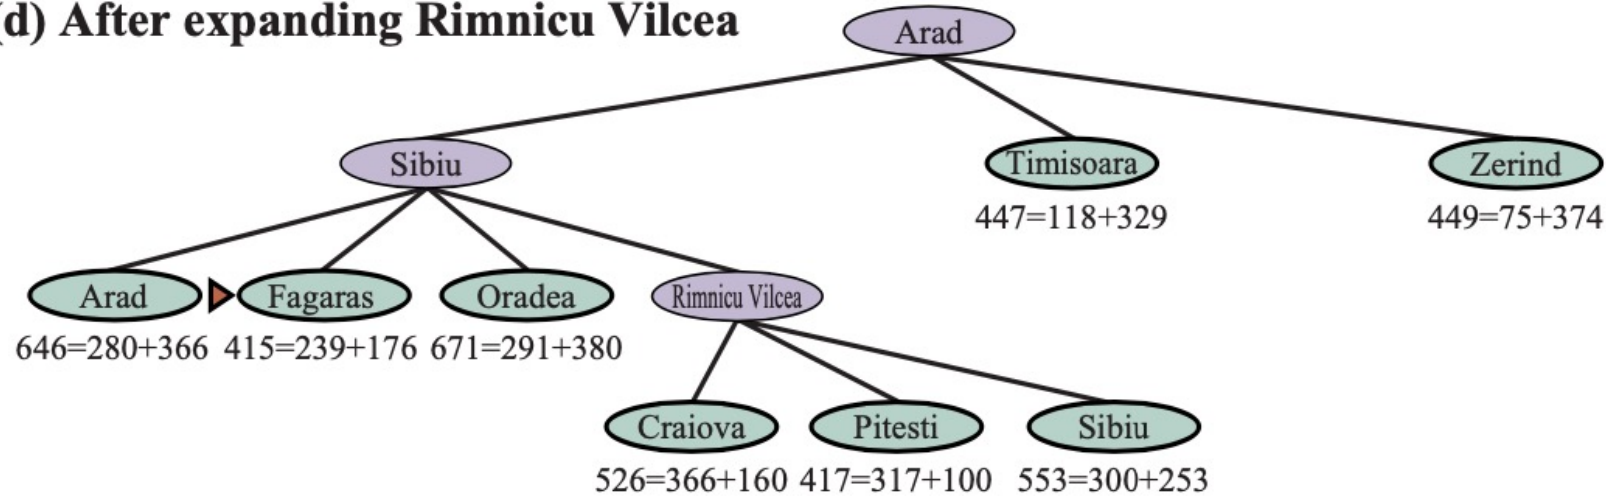 (d) After expanding Rimnicu Vilcea
Arad
Sibiu
Timisoara
Zerind
447=118+329
449=75+374
Arad
Fagaras
Oradea
Rimnicu Vilcea
646=280+366
415=239+176
671=291+380
Craiova
Pitesti
Sibiu
526=366+160
417=317+100
553=300+253